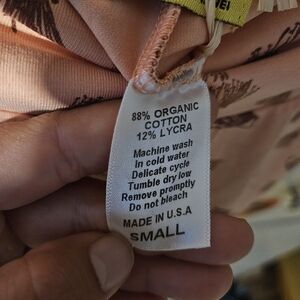 88% ORGANIC
COTTON
12% LYCRA
Machine wash
In cold water
Delicate cycle
Tumble dry low
Remove promptly
Do not bleach
MADE IN U.S.A
SMALL